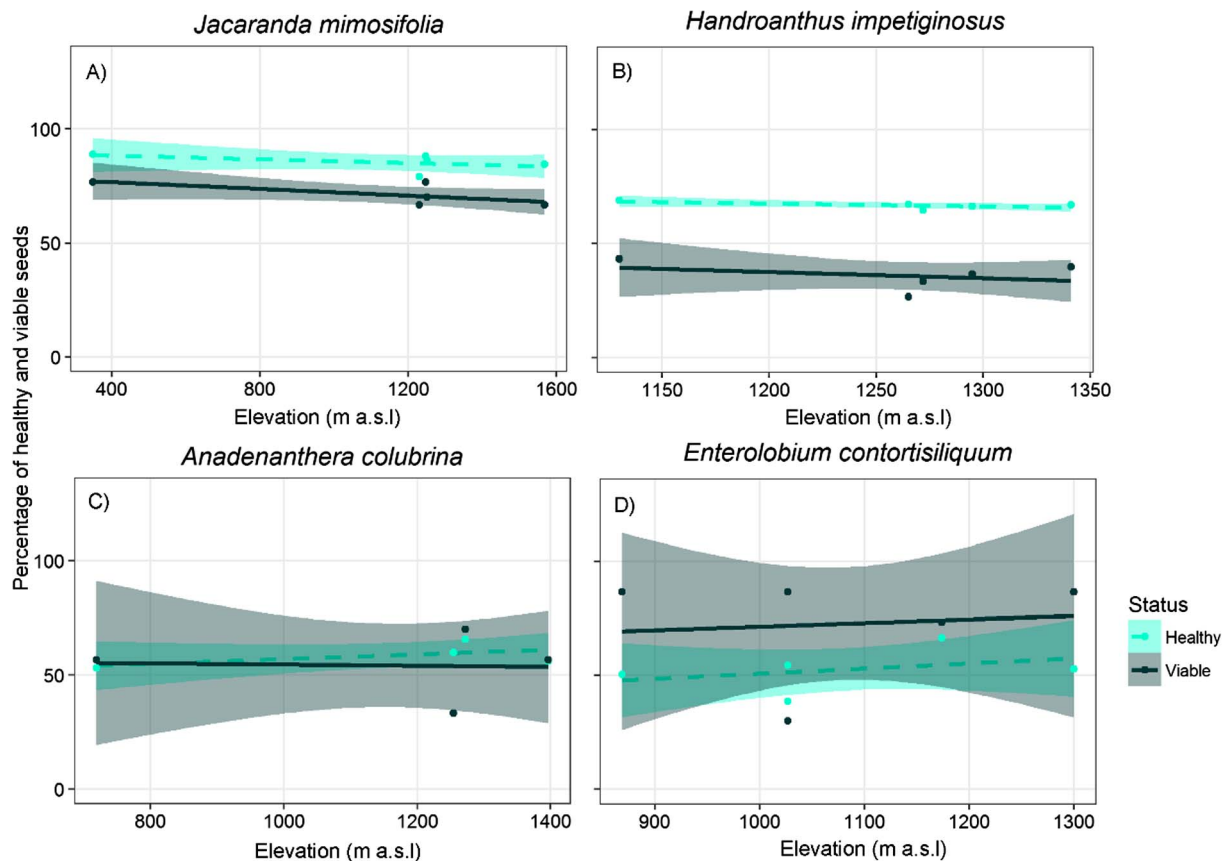 Jacaranda mimosifolia
Handroanthus impetiginosus
A)
B)
100
50
0
400 800 1200 1600
1150 1200 1250 1300 1350
Elevation (m a.s.l)
Elevation (m a.s.l)
Percentage of healthy and viable seeds
Anadenanthera colubrina
Enterolobium contortisiliquum
C)
D)
100
50
0
800 1000 1200 1400
900 1000 1100 1200 1300
Elevation (m a.s.l)
Elevation (m a.s.l)
Status
Healthy
Viable